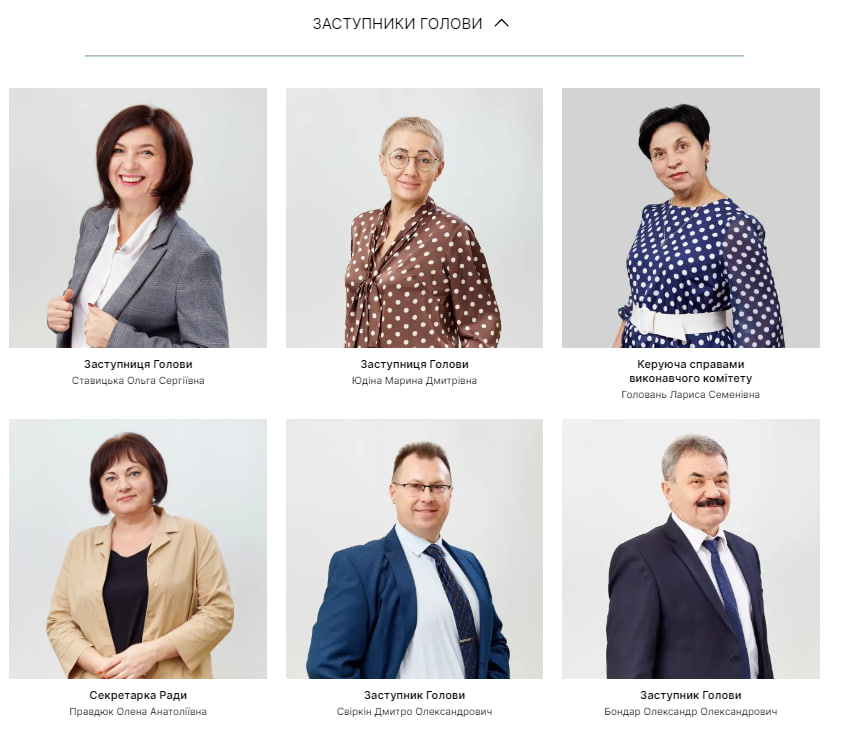 ЗАСТУПНИКИ ГОЛОВИ
Заступниця Голови
Ставицька Ольга Сергіївна
Заступниця Голови
Юдіна Марина Дмитрівна
Керуюча справами
виконавчого комітету
Головань Лариса Семенівна
Секретарка Ради
Правдюк Олена Анатоліївна
Заступник Голови
Свіркін Дмитро Олександрович
Заступник Голови
Бондар Олександр Олександрович